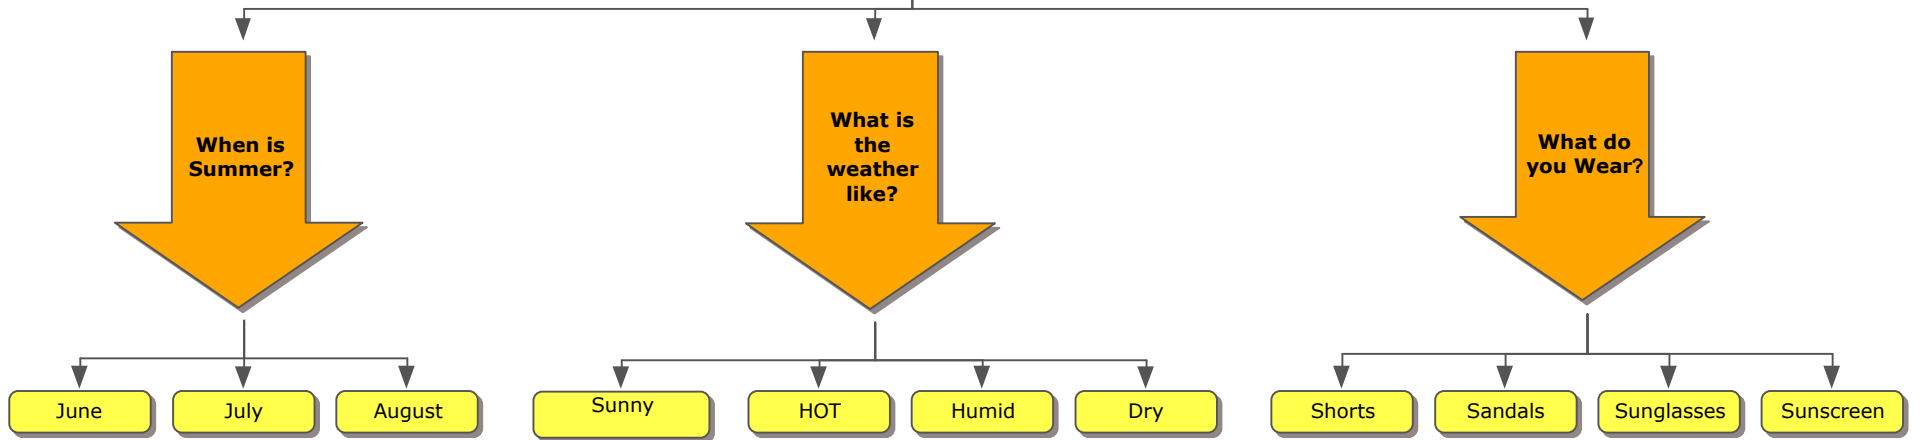 When is
Summer?
What is
the
weather
like?
What do
you Wear?
June
July
August
Sunny
HOT
Humid
Dry
Shorts
Sandals
Sunglasses
Sunscreen